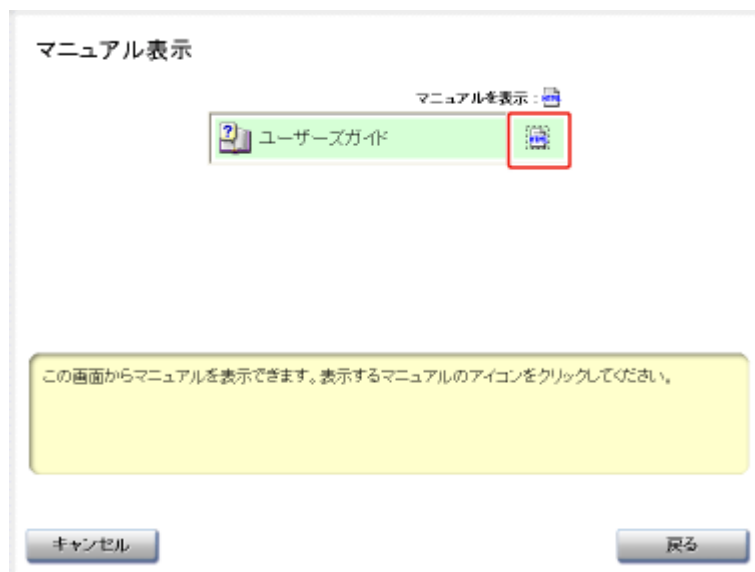 マニュアル表示
マニュアルを表示 :
ユーザーズガイド
この画面からマニュアルを表示できます。表示するマニュアルのアイコンをクリックしてください。
キャンセル
戻る